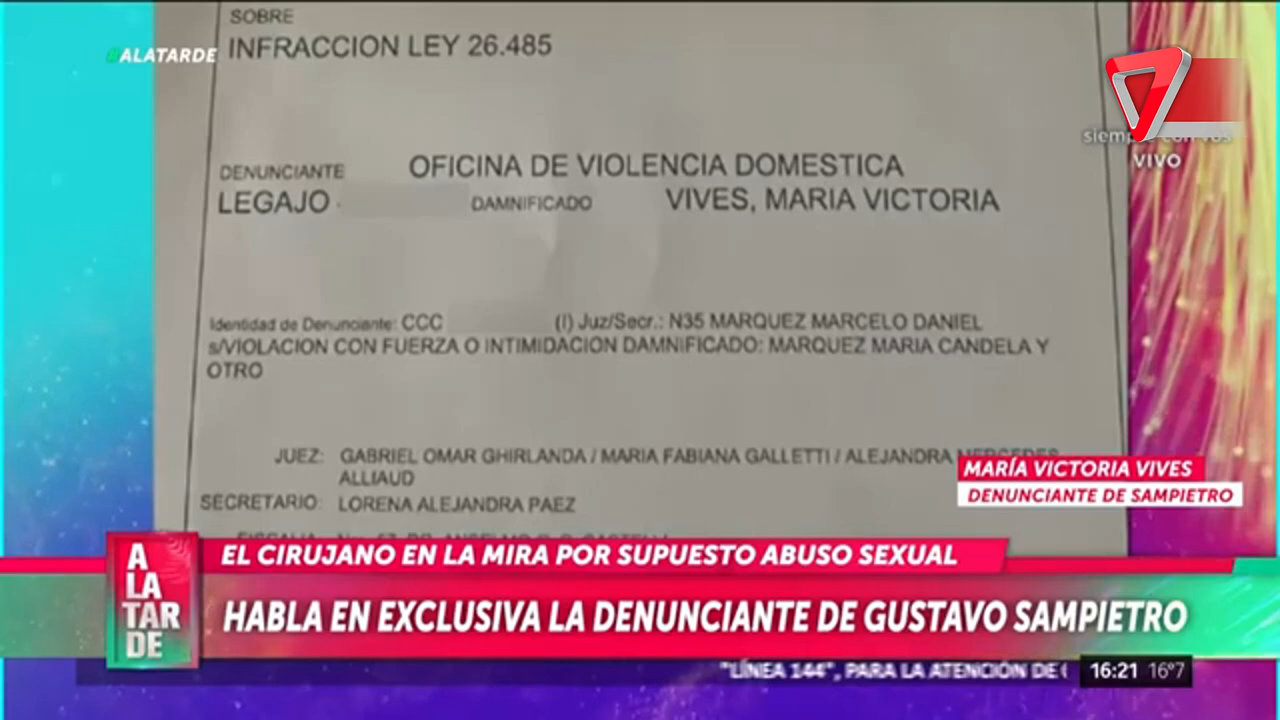 SOBRE
INFRACCION LEY 26.485
#ALATARDE
VIVO
DENUNCIANTE OFICINA DE VIOLENCIA DOMESTICA
LEGAJO DAMNIFICADO VIVES, MARIA VICTORIA
Identidad de Denunciante: CCC (I) Juz/Secr.: N35 MARQUEZ MARCELO DANIEL
s/VIOLACION CON FUERZA O INTIMIDACION DAMNIFICADO: MARQUEZ MARIA CANDELA Y
OTRO
JUEZ: GABRIEL OMAR GHIRLANDA / MARIA FABIANA GALLETTI / ALEJANDRA MERCEDES
ALLIAUD
SECRETARIO: LORENA ALEJANDRA PAEZ
MARÍA VICTORIA VIVES
DENUNCIANTE DE SAMPIETRO
A
LA
TAR
DE
EL CIRUJANO EN LA MIRA POR SUPUESTO ABUSO SEXUAL
HABLA EN EXCLUSIVA LA DENUNCIANTE DE GUSTAVO SAMPIETRO
"LÍNEA 144", PARA LA ATENCIÓN DE
16:21 16°7